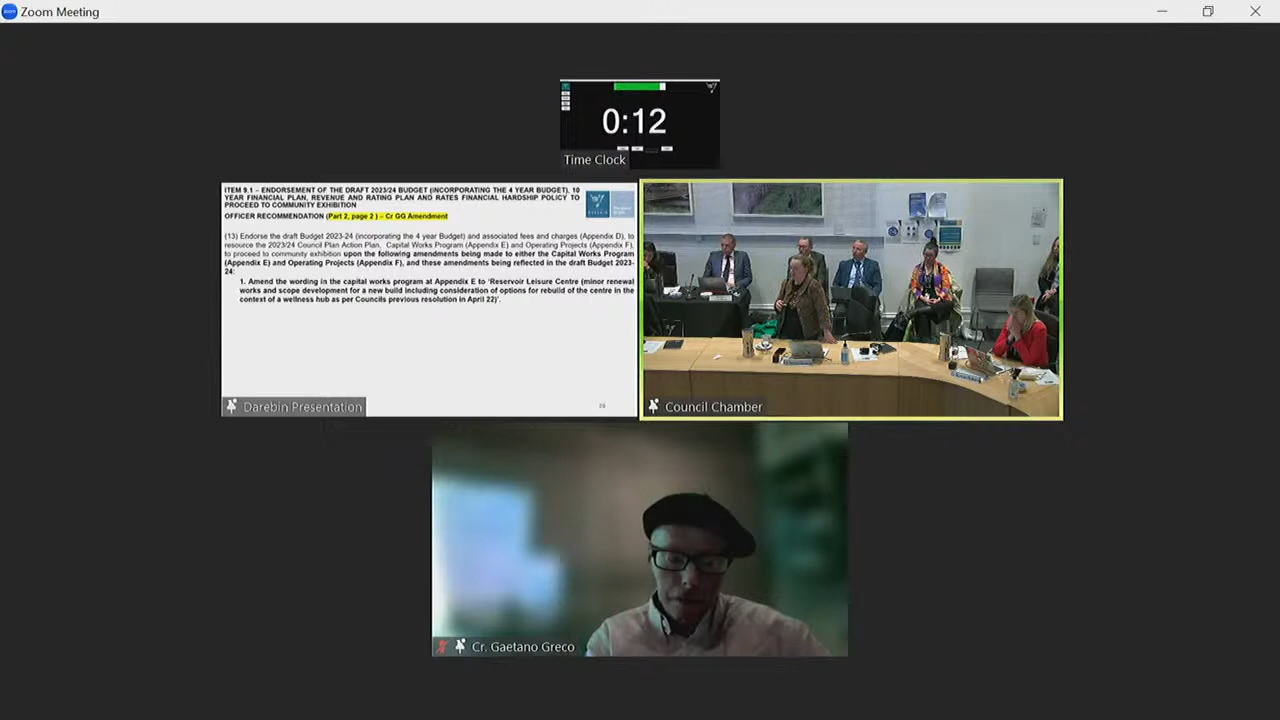 Zoom Meeting
0:12
Time Clock
ITEM 9.1 – ENDORSEMENT OF THE DRAFT 2023/24 BUDGET (INCORPORATING THE 4 YEAR BUDGET), 10
YEAR FINANCIAL PLAN, REVENUE AND RATING PLAN AND RATES FINANCIAL HARDSHIP POLICY TO
PROCEED TO COMMUNITY EXHIBITION
OFFICER RECOMMENDATION (Part 2, page 2 ) – Cr GG Amendment
(13) Endorse the draft Budget 2023-24 (incorporating the 4 year Budget) and associated fees and charges (Appendix D), to
resource the 2023/24 Council Plan Action Plan, Capital Works Program (Appendix E) and Operating Projects (Appendix F),
to proceed to community exhibition upon the following amendments being made to either the Capital Works Program
(Appendix E) and Operating Projects (Appendix F), and these amendments being reflected in the draft Budget 2023-
24:
1. Amend the wording in the capital works program at Appendix E to 'Reservoir Leisure Centre (minor renewal
works and scope development for a new build including consideration of options for rebuild of the centre in the
context of a wellness hub as per Councils previous resolution in April 22)'.
Darebin Presentation
Council Chamber
Cr. Gaetano Greco